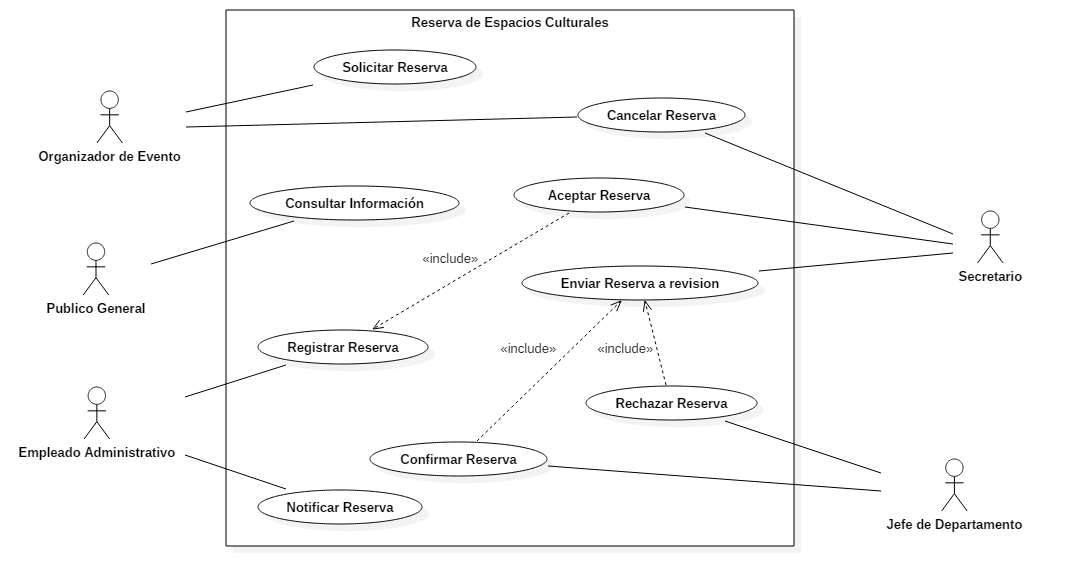 Reserva de Espacios Culturales
Solicitar Reserva
Cancelar Reserva
Organizador de Evento
Aceptar Reserva
Consultar Información
«include»
Secretario
Enviar Reserva a revision
Publico General
Registrar Reserva
«include»
«include»
Rechazar Reserva
Empleado Administrativo
Confirmar Reserva
Notificar Reserva
Jefe de Departamento